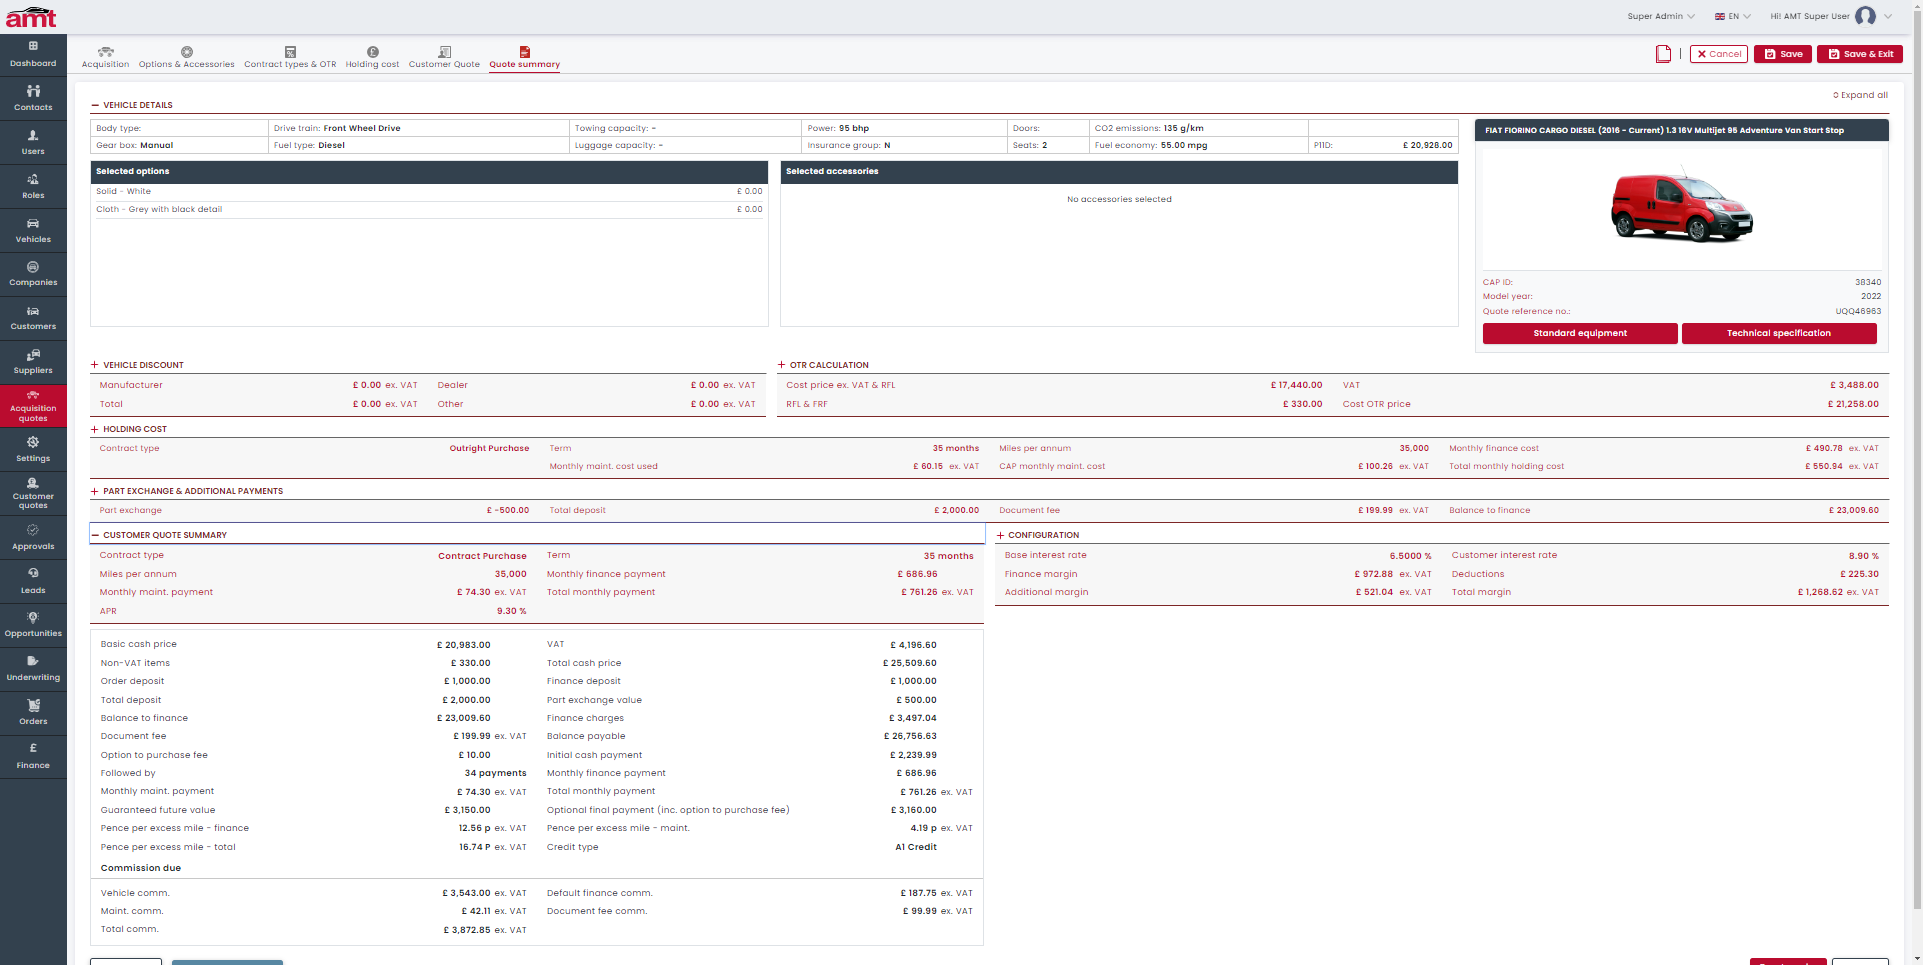 amt
Super Admin
EN
Hi! AMT Super User
Dashboard
Contacts
Users
Roles
Vehicles
Companies
Customers
Suppliers
Acquisition quotes
Settings
Customer quotes
Approvals
Leads
Opportunities
Underwriting
Orders
Finance
Acquisition
Options & Accessories
Contract types & OTR
Holding cost
Customer Quote
Quote summary
Cancel
Save
Save & Exit
Expand all
VEHICLE DETAILS
Body type: Drive train: Front Wheel Drive Towing capacity: - Power: 95 bhp Doors: CO2 emissions: 135 g/km
Gear box: Manual Fuel type: Diesel Luggage capacity: - Insurance group: N Seats: 2 Fuel economy: 55.00 mpg P11D: £ 20,928.00
Selected options
Solid - White £ 0.00
Cloth - Grey with black detail £ 0.00
Selected accessories
No accessories selected
FIAT FIORINO CARGO DIESEL (2016 - Current) 1.3 16V Multijet 95 Adventure Van Start Stop
CAP ID: 38340
Model year: 2022
Quote reference no.: UQQ46963
Standard equipment
Technical specification
VEHICLE DISCOUNT
Manufacturer £ 0.00 ex. VAT Dealer £ 0.00 ex. VAT
Total £ 0.00 ex. VAT Other £ 0.00 ex. VAT
OTR CALCULATION
Cost price ex. VAT & RFL £ 17,440.00 VAT £ 3,488.00
RFL & FRF £ 330.00 Cost OTR price £ 21,258.00
HOLDING COST
Contract type Outright Purchase Term 35 months Miles per annum 35,000 Monthly finance cost £ 490.78 ex. VAT
Monthly maint. cost used £ 60.15 ex. VAT CAP monthly maint. cost £ 100.26 ex. VAT Total monthly holding cost £ 550.94 ex. VAT
PART EXCHANGE & ADDITIONAL PAYMENTS
Part exchange £ -500.00 Total deposit £ 2,000.00 Document fee £ 199.99 ex. VAT Balance to finance £ 23,009.60
CUSTOMER QUOTE SUMMARY
Contract type Contract Purchase Term 35 months
Miles per annum 35,000 Monthly finance payment £ 686.96
Monthly maint. payment £ 74.30 ex. VAT Total monthly payment £ 761.26 ex. VAT
APR 9.30 %
CONFIGURATION
Base interest rate 6.5000 % Customer interest rate 8.90 %
Finance margin £ 972.88 ex. VAT Deductions £ 225.30
Additional margin £ 521.04 ex. VAT Total margin £ 1,268.62 ex. VAT
Basic cash price £ 20,983.00 VAT £ 4,196.60
Non-VAT items £ 330.00 Total cash price £ 25,509.60
Order deposit £ 1,000.00 Finance deposit £ 1,000.00
Total deposit £ 2,000.00 Part exchange value £ 500.00
Balance to finance £ 23,009.60 Finance charges £ 3,497.04
Document fee £ 199.99 ex. VAT Balance payable £ 26,756.63
Option to purchase fee £ 10.00 Initial cash payment £ 2,239.99
Followed by 34 payments Monthly finance payment £ 686.96
Monthly maint. payment £ 74.30 ex. VAT Total monthly payment £ 761.26 ex. VAT
Guaranteed future value £ 3,150.00 Optional final payment (inc. option to purchase fee) £ 3,160.00
Pence per excess mile - finance 12.56 p ex. VAT Pence per excess mile - maint. 4.19 p ex. VAT
Pence per excess mile - total 16.74 P ex. VAT Credit type A1 Credit
Commission due
Vehicle comm. £ 3,543.00 ex. VAT Default finance comm. £ 187.75 ex. VAT
Maint. comm. £ 42.11 ex. VAT Document fee comm. £ 99.99 ex. VAT
Total comm. £ 3,872.85 ex. VAT